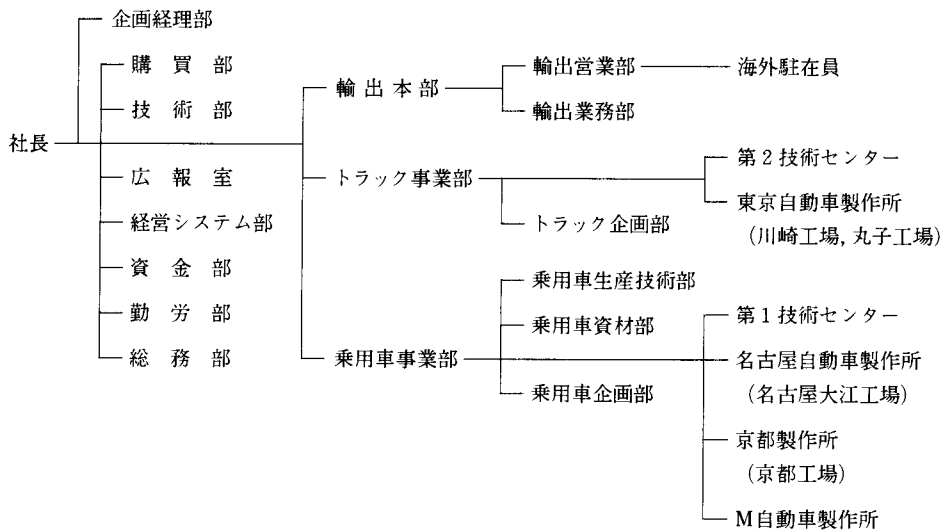 企画経理部
購買部
技術部
社長
広報室
経営システム部
資金部
勤労部
総務部
輸出本部
輸出営業部
海外駐在員
輸出業務部
トラック事業部
トラック企画部
第2技術センター
東京自動車製作所
(川崎工場, 丸子工場)
乗用車事業部
乗用車生産技術部
乗用車資材部
乗用車企画部
第1技術センター
名古屋自動車製作所
(名古屋大江工場)
京都製作所
(京都工場)
M自動車製作所